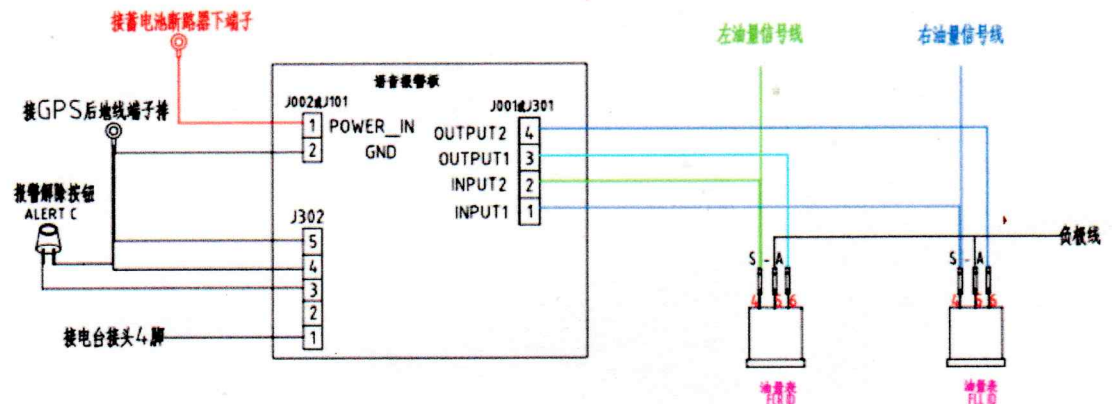 接蓄电池断路器下端子
左油量信号线
右油量信号线
语音报警板
接GPS后地线端子排
J002或J101
J001或J301
1
POWER_IN
2
GND
OUTPUT2
4
OUTPUT1
3
INPUT2
2
INPUT1
1
报警解除按钮
ALERT C
J302
5
4
3
2
1
接电台接头4脚
负极线
S - A
S - A
4 5 6
4 5 6
油量表
油量表